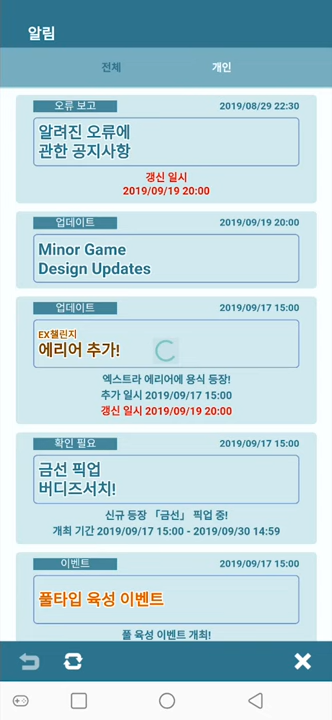 알림
전체
개인
오류 보고
2019/08/29 22:30
알려진 오류에
관한 공지사항
갱신 일시
2019/09/19 20:00
업데이트
2019/09/19 20:00
Minor Game
Design Updates
업데이트
2019/09/17 15:00
EX챌린지
에리어 추가!
엑스트라 에리어에 용식 등장!
추가 일시 2019/09/17 15:00
갱신 일시 2019/09/19 20:00
확인 필요
2019/09/17 15:00
금선 픽업
버디즈서치!
신규 등장 「금선」 픽업 중!
개최 기간 2019/09/17 15:00 - 2019/09/30 14:59
이벤트
2019/09/17 15:00
풀타입 육성 이벤트
풀 육성 이벤트 개최!